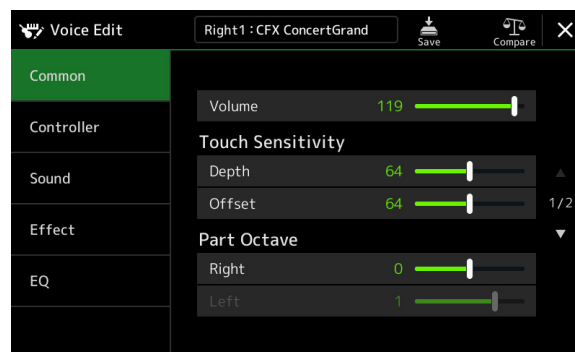 Voice Edit
Right1 : CFX ConcertGrand
Save
Compare
Common
Controller
Sound
Effect
EQ
Volume 119
Touch Sensitivity
Depth 64
Offset 64
1/2
Part Octave
Right 0
Left 1